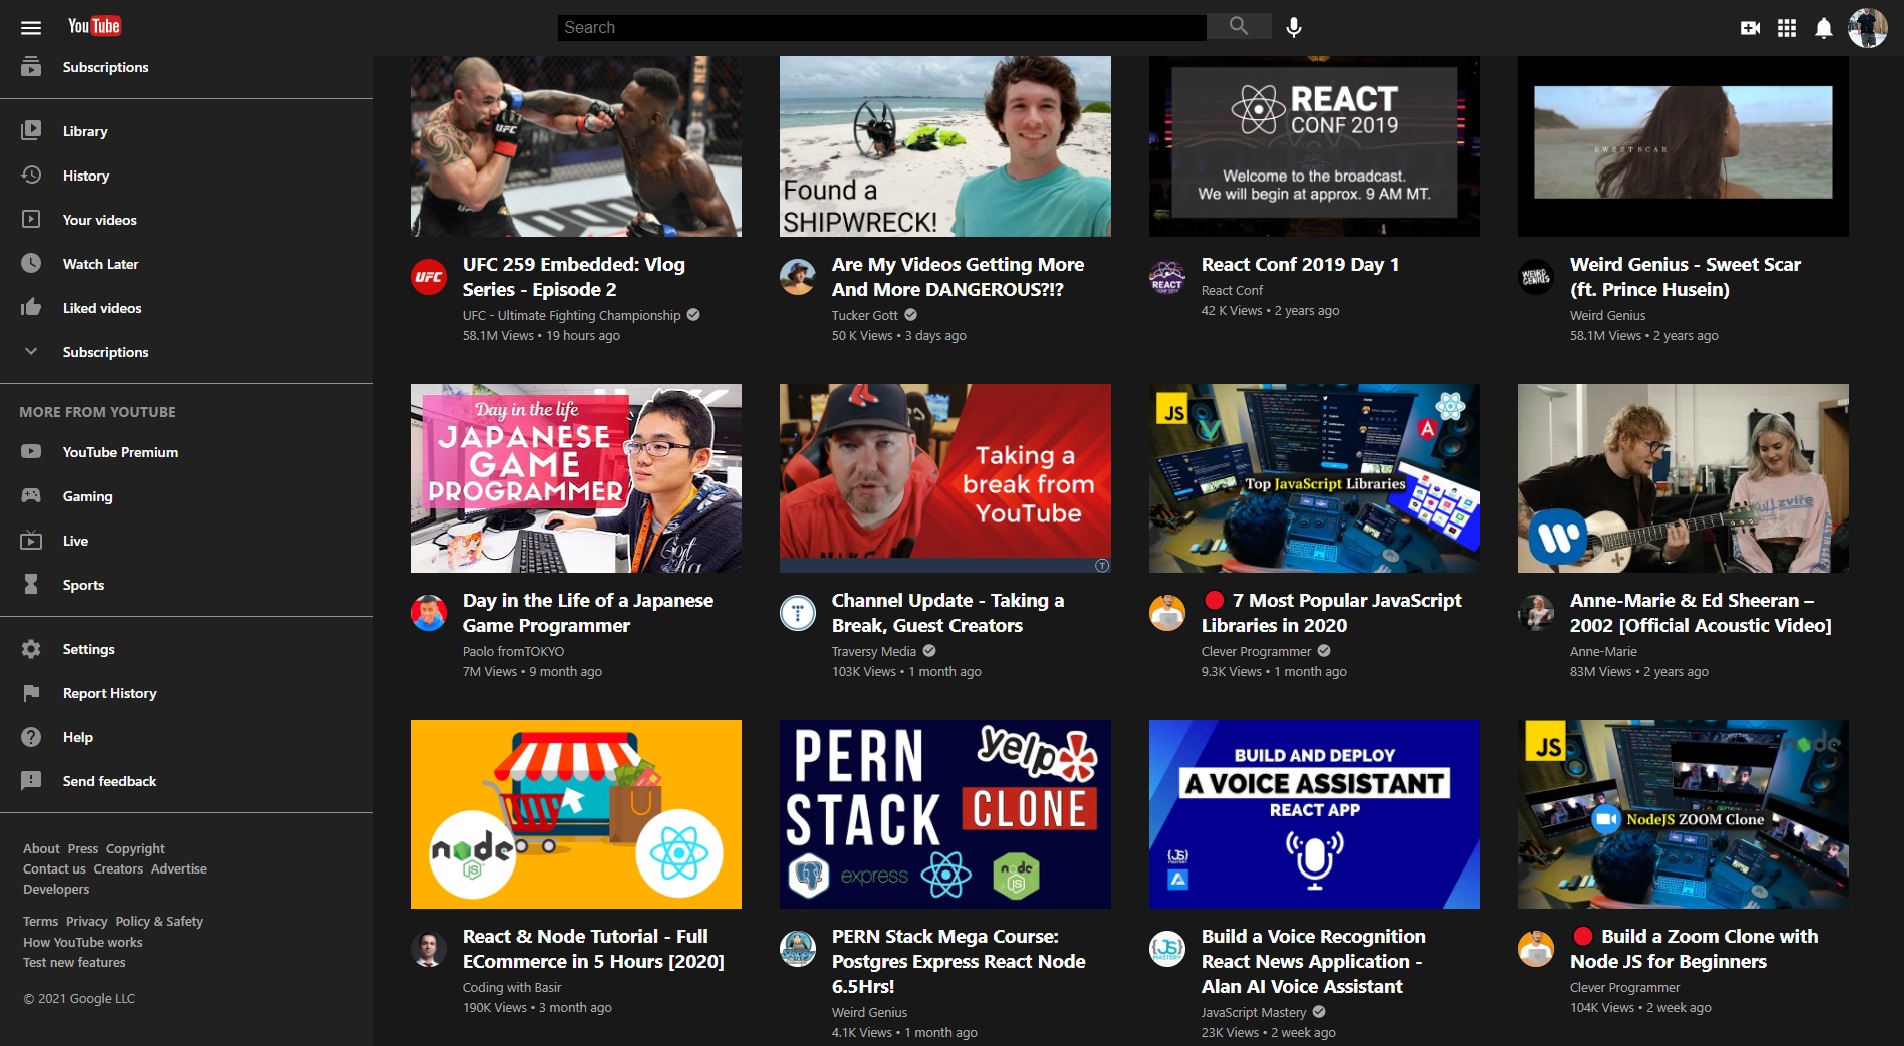 YouTube
Search
Subscriptions
Library
History
Your videos
Watch Later
Liked videos
Subscriptions
MORE FROM YOUTUBE
YouTube Premium
Gaming
Live
Sports
Settings
Report History
Help
Send feedback
About Press Copyright
Contact us Creators Advertise
Developers
Terms Privacy Policy & Safety
How YouTube works
Test new features
© 2021 Google LLC
UFC
UFC
UFC 259 Embedded: Vlog
Series - Episode 2
UFC - Ultimate Fighting Championship
58.1M Views • 19 hours ago
Found a
SHIPWRECK!
Are My Videos Getting More
And More DANGEROUS?!?
Tucker Gott
50 K Views • 3 days ago
REACT
CONF 2019
Welcome to the broadcast.
We will begin at approx. 9 AM MT.
REACT
CONF 2019
React Conf 2019 Day 1
React Conf
42 K Views • 2 years ago
SWEET SCAR
WEIRD
GENIUS
Weird Genius - Sweet Scar
(ft. Prince Husein)
Weird Genius
58.1M Views • 2 years ago
Day in the life
JAPANESE
GAME
PROGRAMMER
Day in the Life of a Japanese
Game Programmer
Paolo fromTOKYO
7M Views • 9 month ago
Taking a
break from
YouTube
T
Channel Update - Taking a
Break, Guest Creators
Traversy Media
103K Views • 1 month ago
JS
Top JavaScript Libraries
7 Most Popular JavaScript
Libraries in 2020
Clever Programmer
9.3K Views • 1 month ago
Anne-Marie & Ed Sheeran –
2002 [Official Acoustic Video]
Anne-Marie
83M Views • 2 years ago
node
JS
React & Node Tutorial - Full
ECommerce in 5 Hours [2020]
Coding with Basir
190K Views • 3 month ago
PERN
STACK
yelp
CLONE
express
node
JS
PERN Stack Mega Course:
Postgres Express React Node
6.5Hrs!
Weird Genius
4.1K Views • 1 month ago
BUILD AND DEPLOY
A VOICE ASSISTANT
REACT APP
{JS}
MASTERY
JS
MASTERY
Build a Voice Recognition
React News Application -
Alan AI Voice Assistant
JavaScript Mastery
23K Views • 2 week ago
JS
node
NodeJS ZOOM Clone
Build a Zoom Clone with
Node JS for Beginners
Clever Programmer
104K Views • 2 week ago